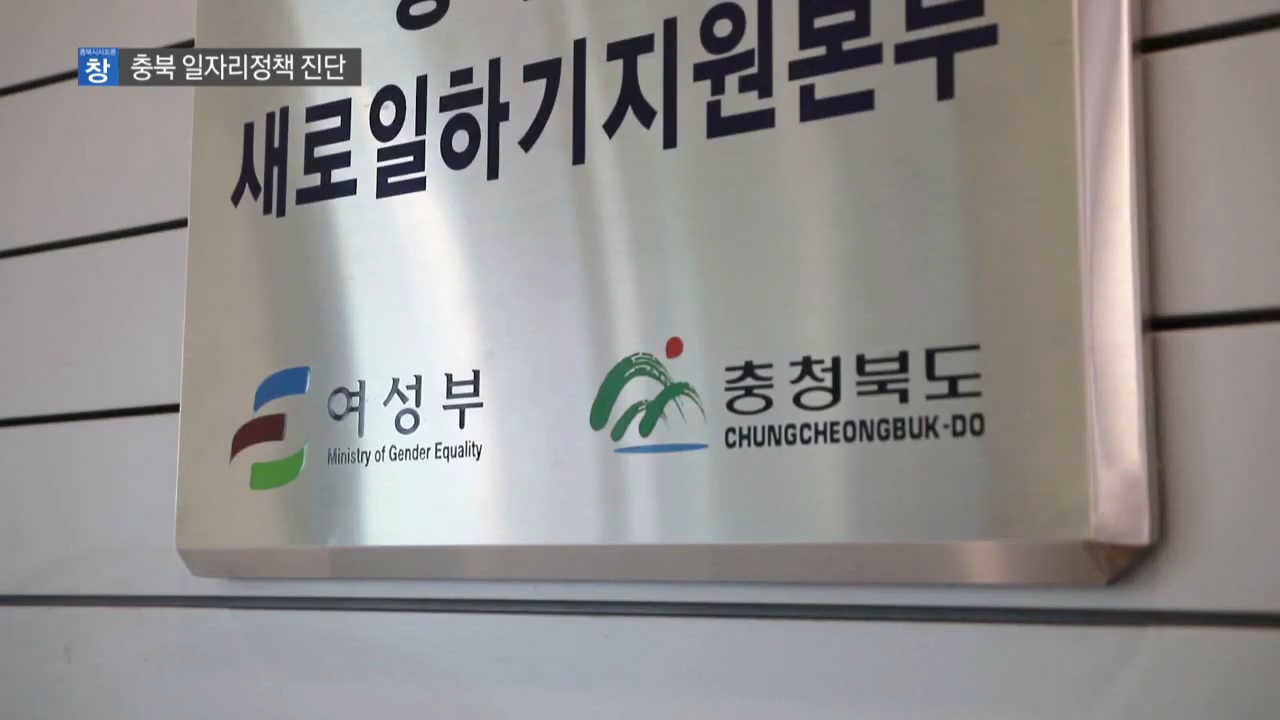 충북시시토론
창 충북 일자리정책 진단
새로일하기지원본부
여성부
Ministry of Gender Equality
충청북도
CHUNGCHEONGBUK-DO